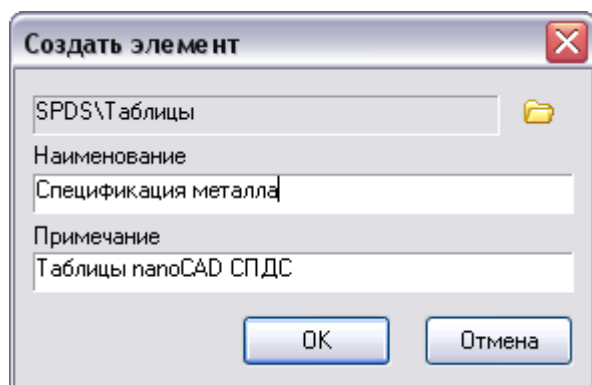 Создать элемент
SPDS\Таблицы
Наименование
Спецификация металла
Примечание
Таблицы nanoCAD СПДС
OK
Отмена